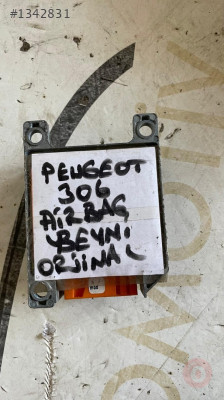 #1342831
PEUGEOT
306
AİRBAG
BEYNİ
ORJİNAL